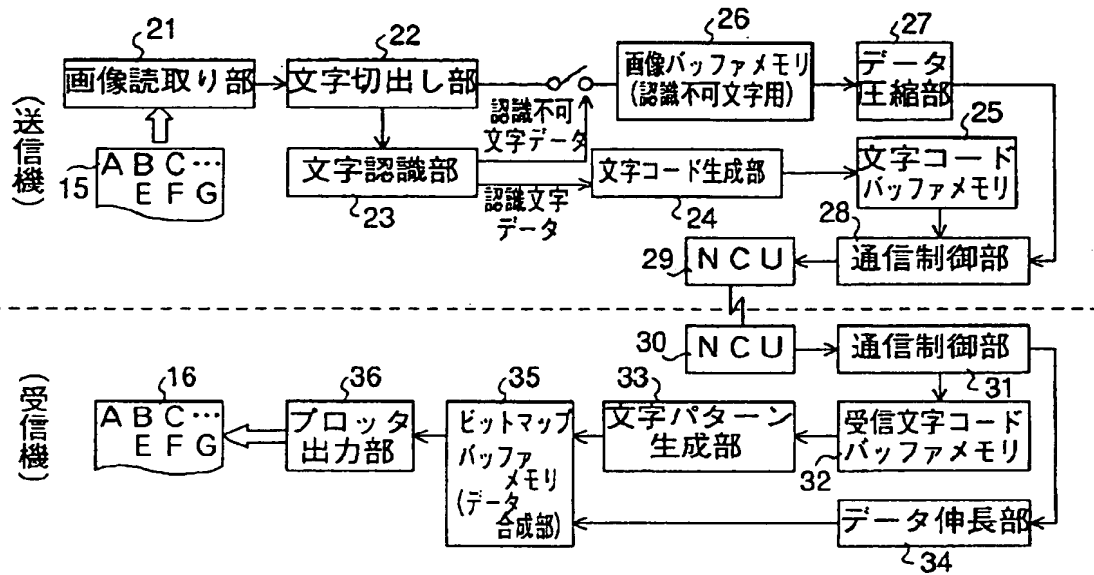 (送信機)
21
画像読取り部
22
文字切出し部
26
画像バッファメモリ
(認識不可文字用)
27
データ
圧縮部
15
A B C…
E F G
認識不可
文字データ
文字認識部
23
認識文字
データ
文字コード生成部
24
25
文字コード
バッファメモリ
29
NCU
28
通信制御部
(受信機)
30
NCU
通信制御部
31
16
A B C…
E F G
36
プロッタ
出力部
35
ビットマップ
バッファ
メモリ
(データ
合成部)
33
文字パターン
生成部
受信文字コード
バッファメモリ
32
データ伸長部
34